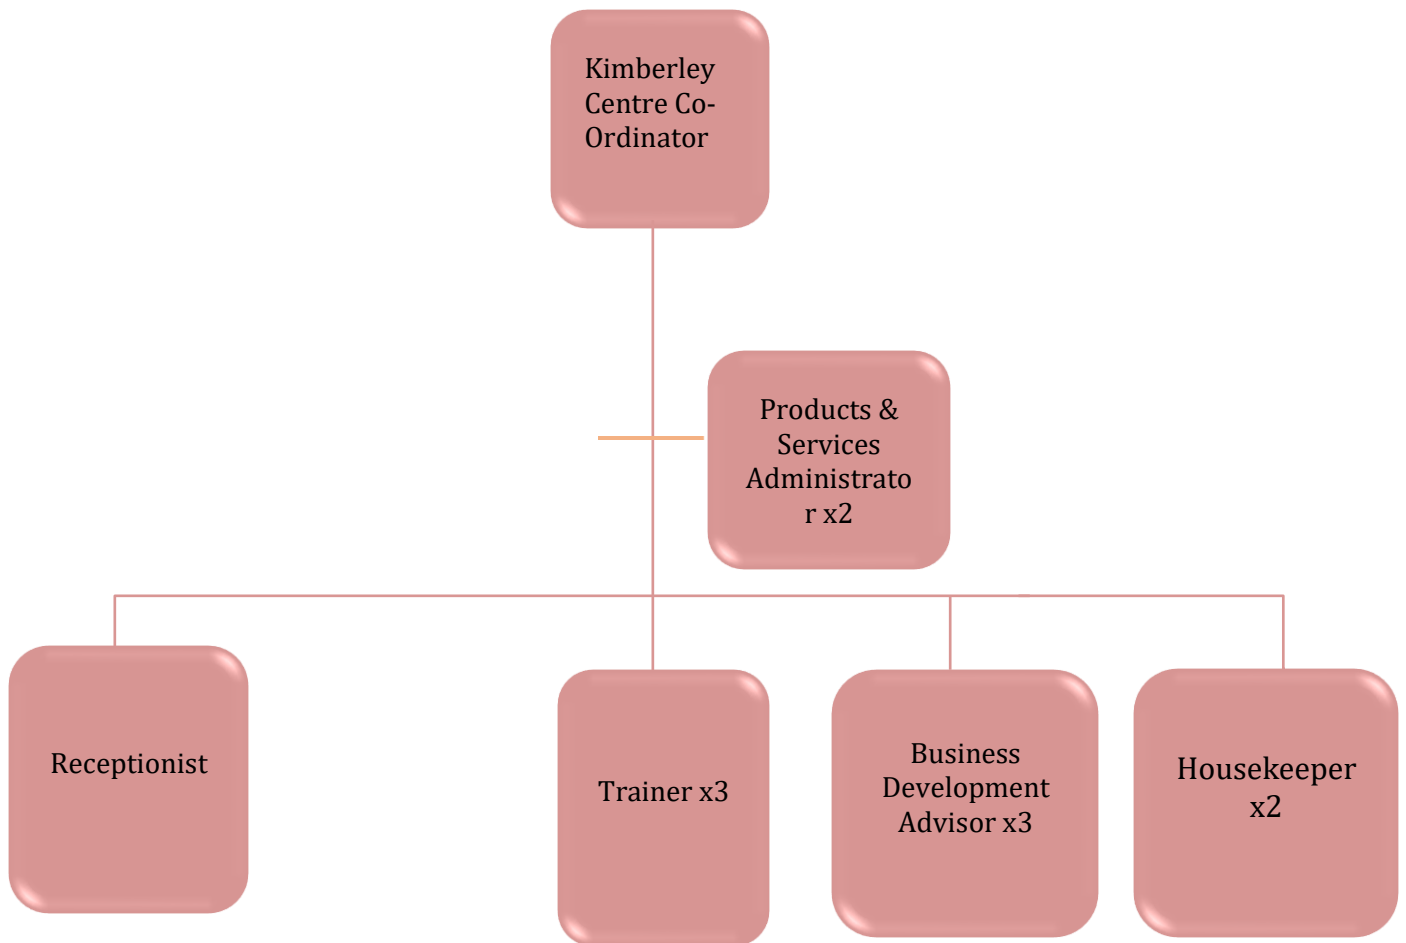 Kimberley
Centre Co-
Ordinator
Products &
Services
Administrato
r x2
Receptionist
Trainer x3
Business
Development
Advisor x3
Housekeeper
x2